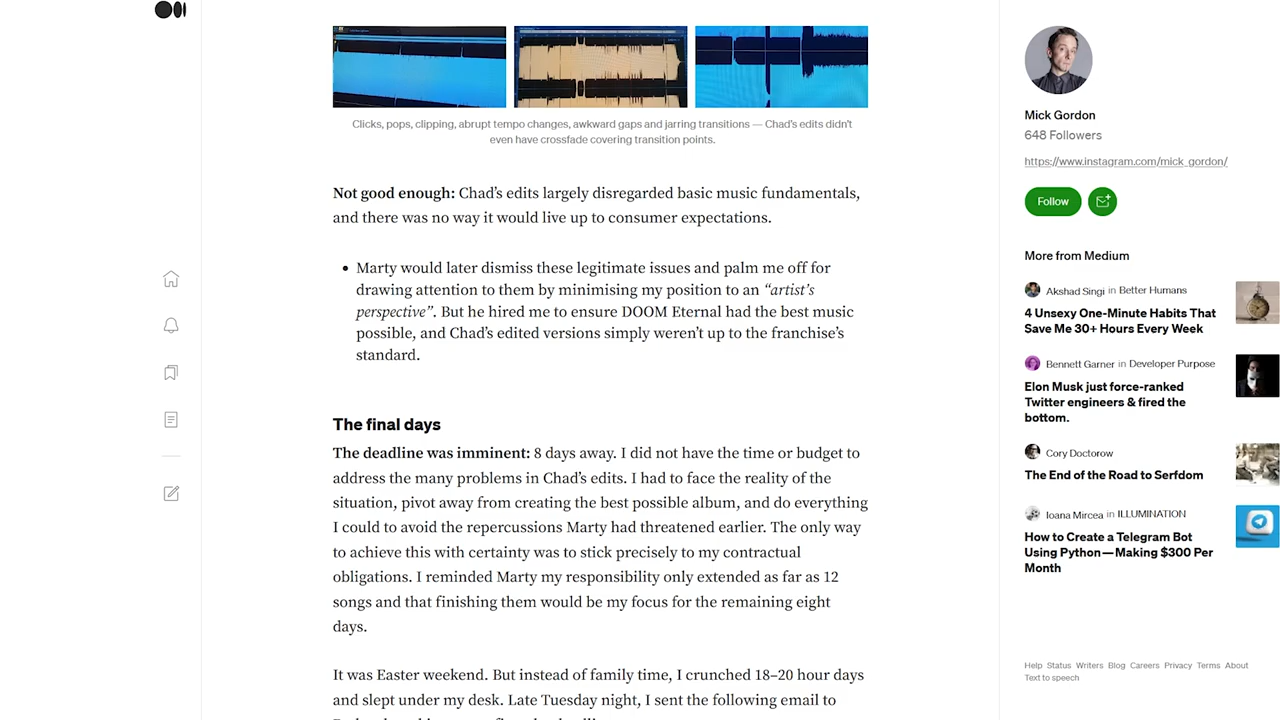 Clicks, pops, clipping, abrupt tempo changes, awkward gaps and jarring transitions — Chad’s edits didn’t
even have crossfade covering transition points.
Not good enough: Chad’s edits largely disregarded basic music fundamentals,
and there was no way it would live up to consumer expectations.
• Marty would later dismiss these legitimate issues and palm me off for
drawing attention to them by minimising my position to an “artist’s
perspective”. But he hired me to ensure DOOM Eternal had the best music
possible, and Chad’s edited versions simply weren’t up to the franchise’s
standard.
The final days
The deadline was imminent: 8 days away. I did not have the time or budget to
address the many problems in Chad’s edits. I had to face the reality of the
situation, pivot away from creating the best possible album, and do everything
I could to avoid the repercussions Marty had threatened earlier. The only way
to achieve this with certainty was to stick precisely to my contractual
obligations. I reminded Marty my responsibility only extended as far as 12
songs and that finishing them would be my focus for the remaining eight
days.
It was Easter weekend. But instead of family time, I crunched 18–20 hour days
and slept under my desk. Late Tuesday night, I sent the following email to
Mick Gordon
648 Followers
https://www.instagram.com/mick_gordon/
Follow
More from Medium
Akshad Singi in Better Humans
4 Unsexy One-Minute Habits That
Save Me 30+ Hours Every Week
Bennett Garner in Developer Purpose
Elon Musk just force-ranked
Twitter engineers & fired the
bottom.
Cory Doctorow
The End of the Road to Serfdom
Ioana Mircea in ILLUMINATION
How to Create a Telegram Bot
Using Python — Making $300 Per
Month
Help Status Writers Blog Careers Privacy Terms About
Text to speech